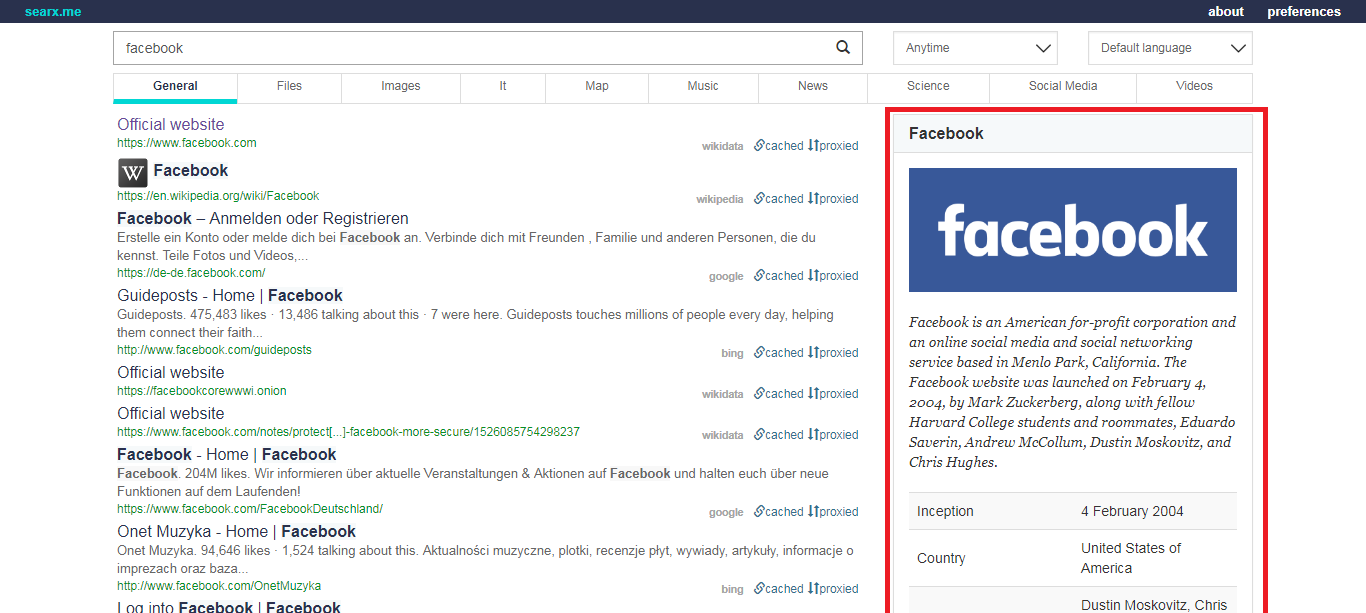 searx.me
about preferences
facebook
Anytime
Default language
General Files Images It Map Music News Science Social Media Videos
Official website
https://www.facebook.com
wikidata cached proxied
W Facebook
https://en.wikipedia.org/wiki/Facebook
wikipedia cached proxied
Facebook – Anmelden oder Registrieren
Erstelle ein Konto oder melde dich bei Facebook an. Verbinde dich mit Freunden , Familie und anderen Personen, die du
kennst. Teile Fotos und Videos,...
https://de-de.facebook.com/
google cached proxied
Guideposts - Home | Facebook
Guideposts. 475,483 likes · 13,486 talking about this · 7 were here. Guideposts touches millions of people every day, helping
them connect their faith...
http://www.facebook.com/guideposts
bing cached proxied
Official website
https://facebookcorewwwi.onion
wikidata cached proxied
Official website
https://www.facebook.com/notes/protect[...]-facebook-more-secure/1526085754298237
wikidata cached proxied
Facebook - Home | Facebook
Facebook. 204M likes. Wir informieren über aktuelle Veranstaltungen & Aktionen auf Facebook und halten euch über neue
Funktionen auf dem Laufenden!
https://www.facebook.com/FacebookDeutschland/
google cached proxied
Onet Muzyka - Home | Facebook
Onet Muzyka. 94,646 likes · 1,524 talking about this. Aktualności muzyczne, plotki, recenzje płyt, wywiady, artykuły, informacje o
imprezach oraz baza...
http://www.facebook.com/OnetMuzyka
bing cached proxied
Log into Facebook | Facebook
Facebook
facebook
Facebook is an American for-profit corporation and
an online social media and social networking
service based in Menlo Park, California. The
Facebook website was launched on February 4,
2004, by Mark Zuckerberg, along with fellow
Harvard College students and roommates, Eduardo
Saverin, Andrew McCollum, Dustin Moskovitz, and
Chris Hughes.
Inception 4 February 2004
Country United States of
America
Dustin Moskovitz, Chris